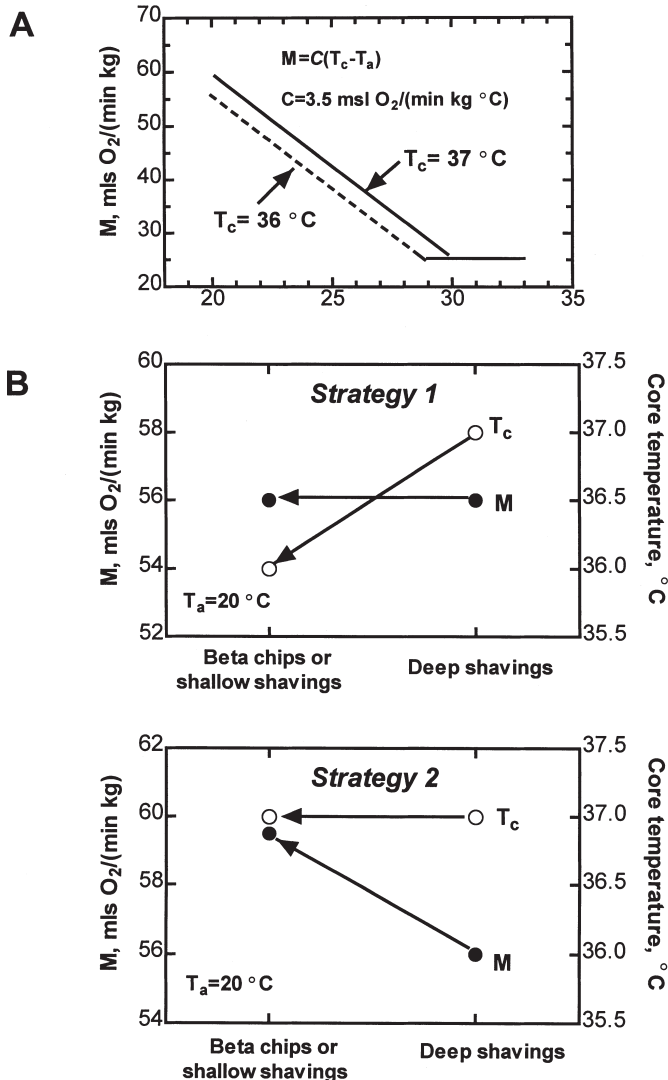 A
70
60
50
40
30
20
M, mls O₂/(min kg)
M=C(Tc-Ta)
C=3.5 msl O₂/(min kg °C)
Tc= 37 °C
Tc= 36 °C
20 25 30 35
B
60
58
56
54
52
M, mls O₂/(min kg)
Strategy 1
Tc
M
Ta=20 °C
37.5
37.0
36.5
36.0
35.5
Core temperature, °C
Beta chips or
shallow shavings
Deep shavings
62
60
58
56
54
M, mls O₂/(min kg)
Strategy 2
Tc
M
Ta=20 °C
37.5
37.0
36.5
36.0
35.5
Core temperature, °C
Beta chips or
shallow shavings
Deep shavings